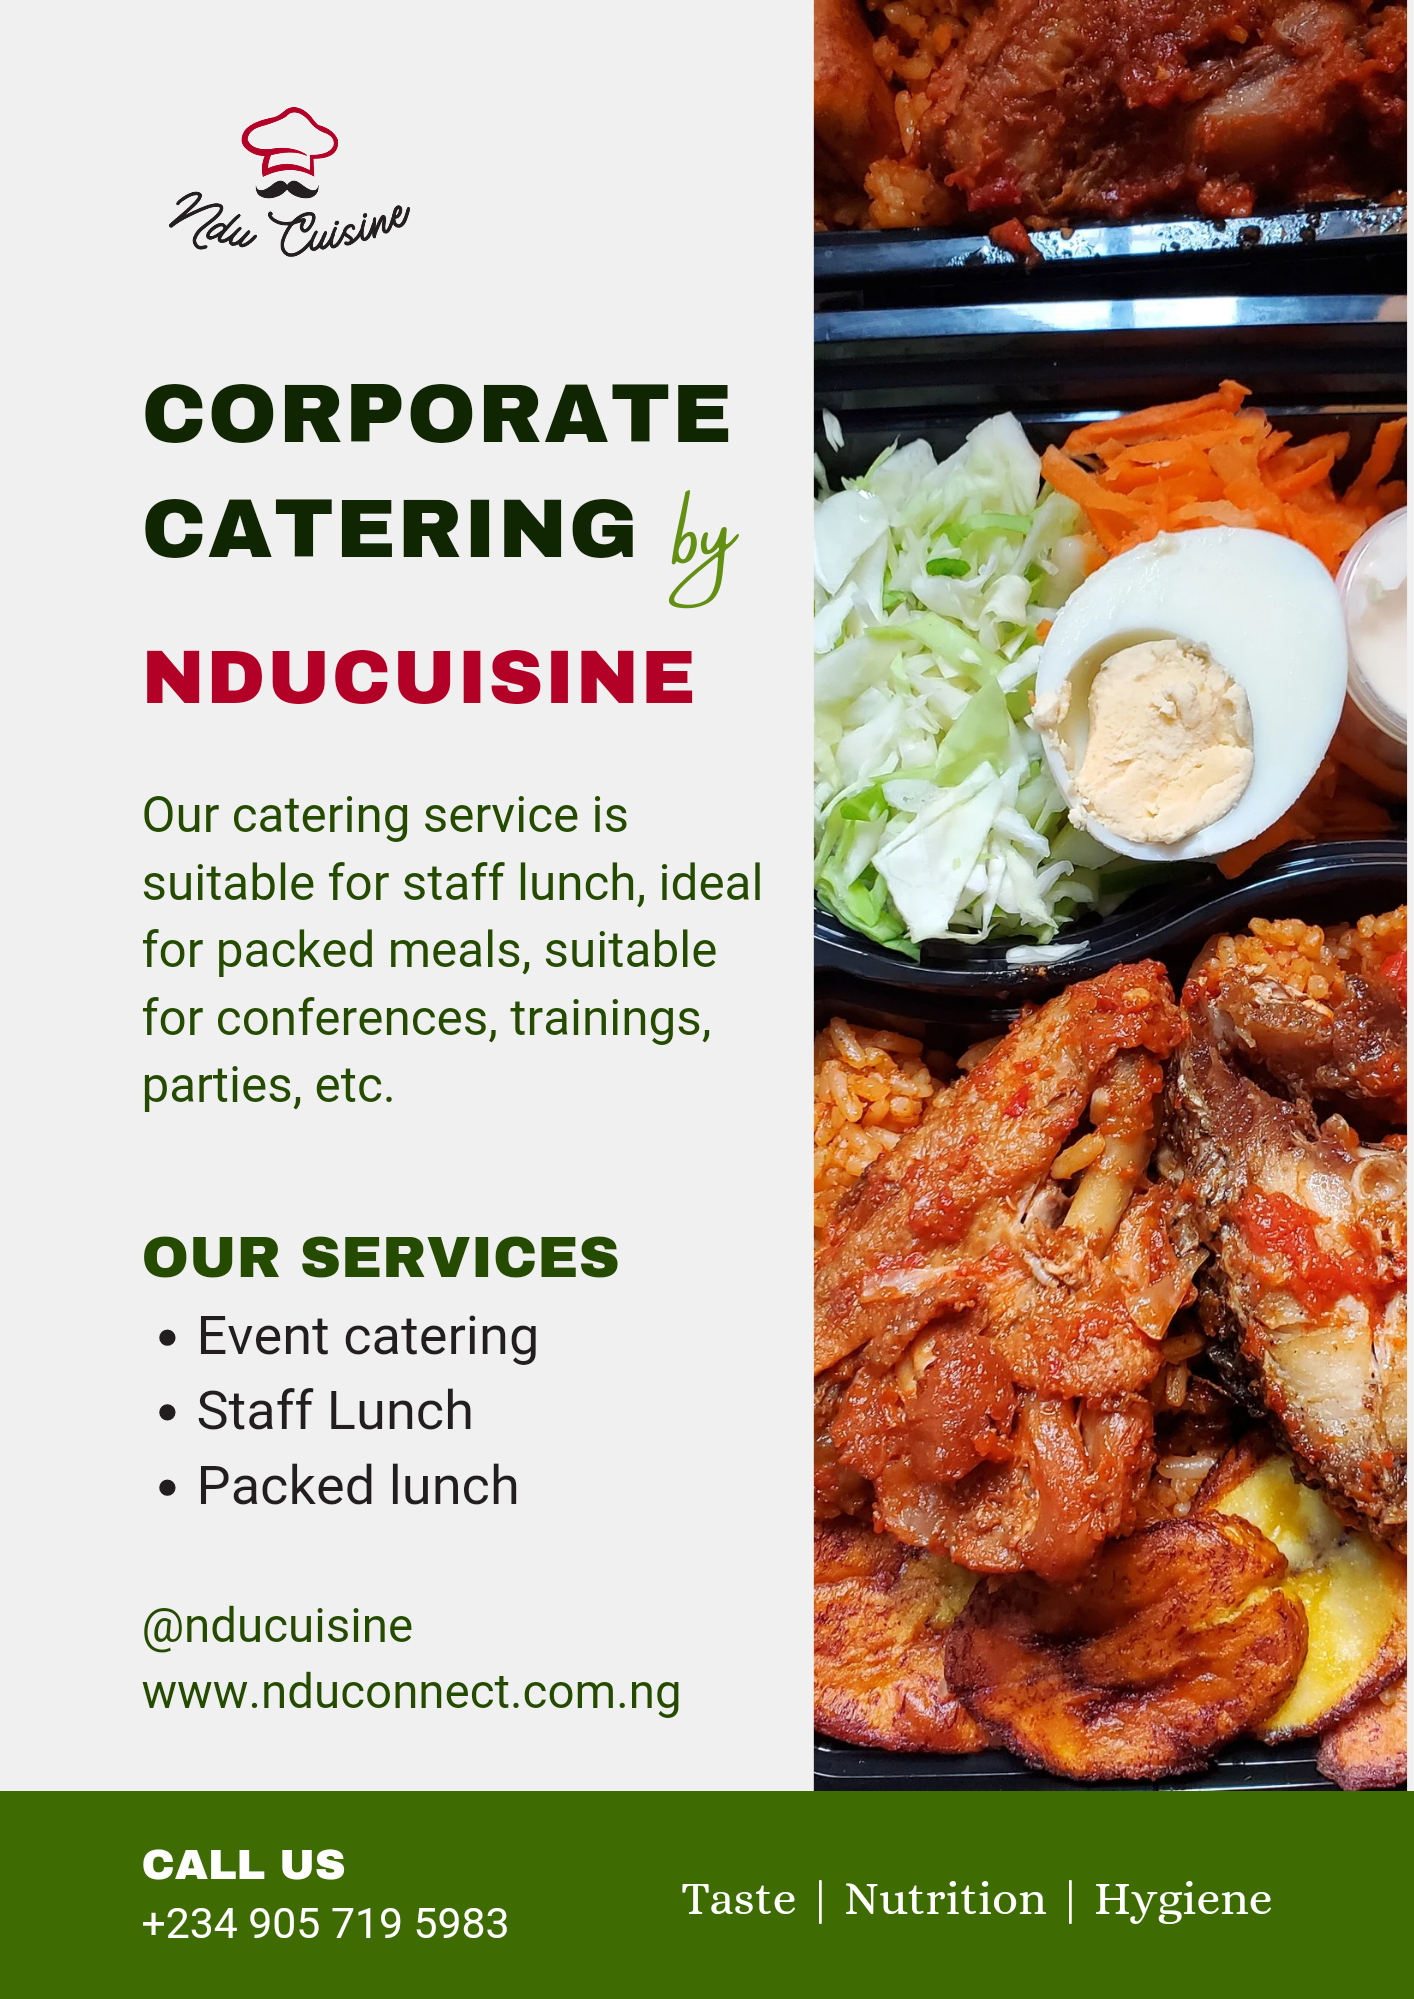 Ndu Cuisine
CORPORATE
CATERING by
NDUCUISINE
Our catering service is
suitable for staff lunch, ideal
for packed meals, suitable
for conferences, trainings,
parties, etc.
OUR SERVICES
• Event catering
• Staff Lunch
• Packed lunch
@nducuisine
www.nduconnect.com.ng
CALL US
+234 905 719 5983
Taste | Nutrition | Hygiene